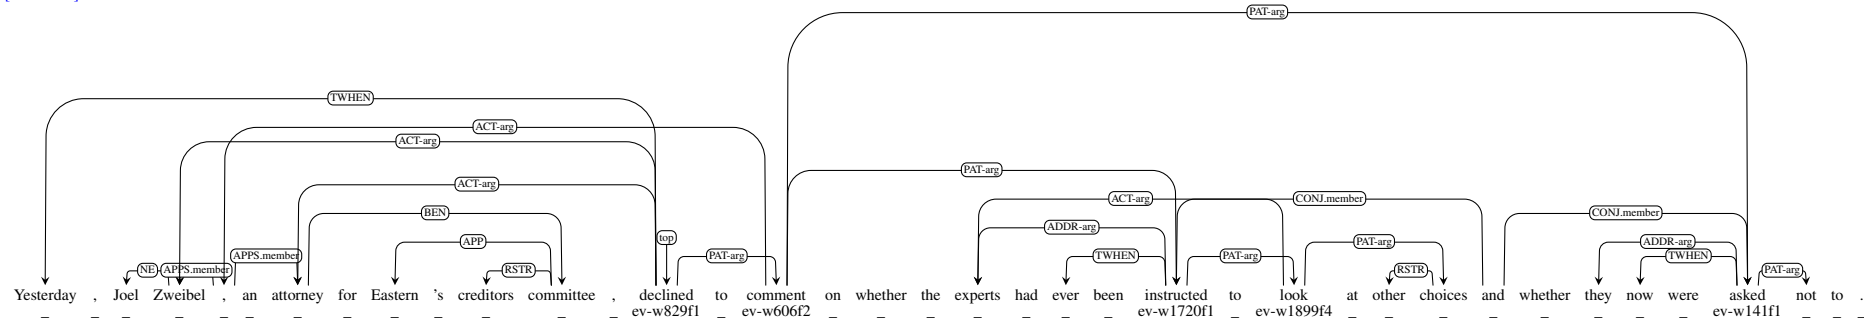 PAT-arg
TWHEN
ACT-arg
ACT-arg
PAT-arg
ACT-arg
ACT-arg CONJ.member
BEN CONJ.member
ADDR-arg
top
APP PAT-arg ADDR-arg
APPS.member PAT-arg TWHEN PAT-arg TWHEN
NE APPS.member RSTR RSTR PAT-arg
Yesterday , Joel Zweibel , an attorney for Eastern 's creditors committee , declined to comment on whether the experts had ever been instructed to look at other choices and whether they now were asked not to .
_ _ _ _ _ _ _ _ _ _ _ _ _ ev-w829f1 _ ev-w606f2 _ _ _ _ _ _ _ ev-w1720f1 _ ev-w1899f4 _ _ _ _ _ _ _ _ ev-w141f1 _ _ _